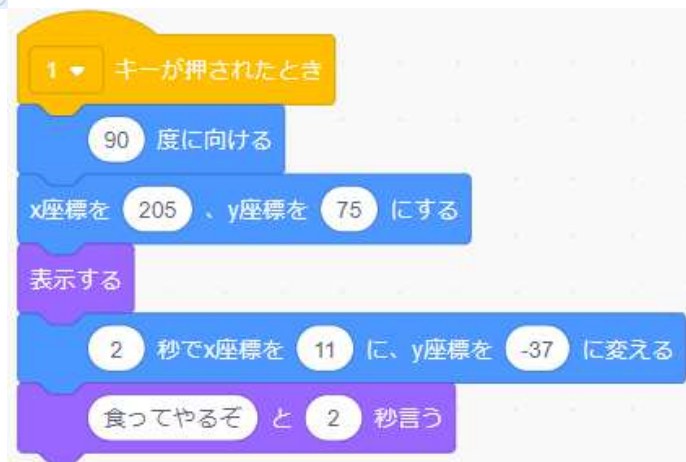 1 キーが押されたとき
90 度に向ける
x座標を 205 、y座標を 75 にする
表示する
2 秒でx座標を 11 に、y座標を -37 に変える
食ってやるぞ と 2 秒言う